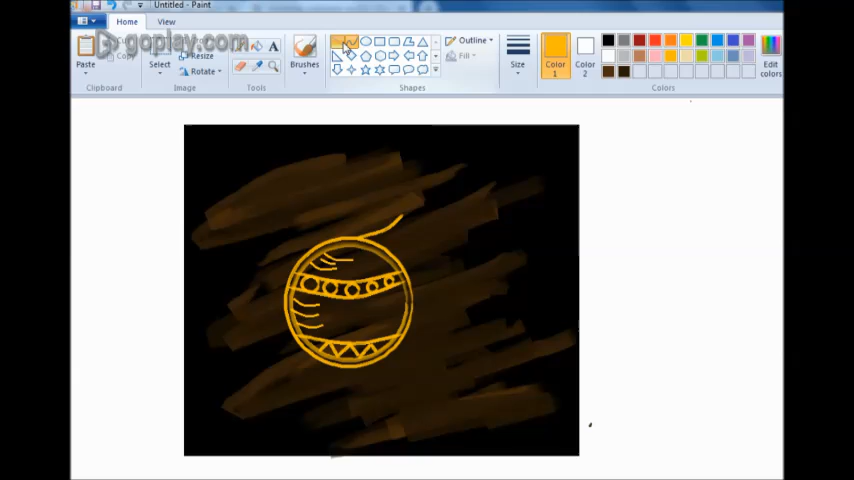 Untitled - Paint
Home View
goplay.com
Paste
Copy
Select
Resize
Rotate
Brushes
Outline
Fill
Size
Color 1
Color 2
Edit colors
Clipboard
Image
Tools
Shapes
Colors